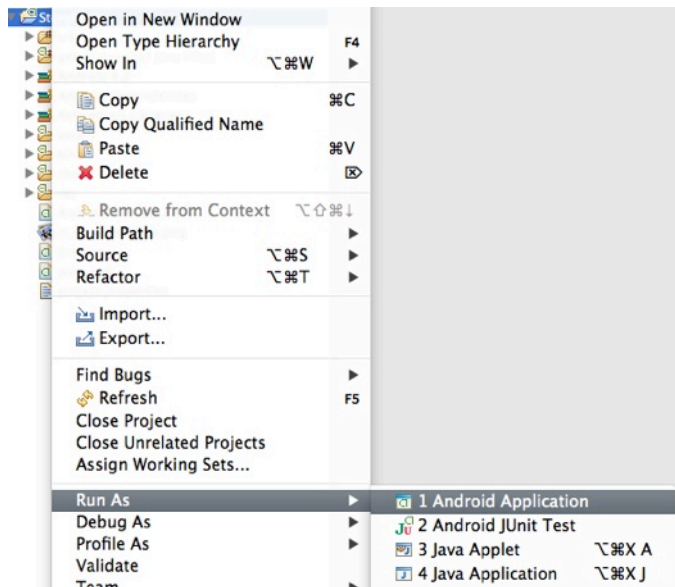 St
Open in New Window
Open Type Hierarchy F4
Show In ⌥⌘W ▶
Copy ⌘C
Copy Qualified Name
Paste ⌘V
Delete ⌦
Remove from Context ⌥⇧⌘↓
Build Path ▶
Source ⌥⌘S ▶
Refactor ⌥⌘T ▶
Import...
Export...
Find Bugs ▶
Refresh F5
Close Project
Close Unrelated Projects
Assign Working Sets...
Run As ▶
1 Android Application
Debug As ▶
2 Android JUnit Test
Profile As ▶
3 Java Applet ⌥⌘X A
Validate
4 Java Application ⌥⌘X J
Team ▶